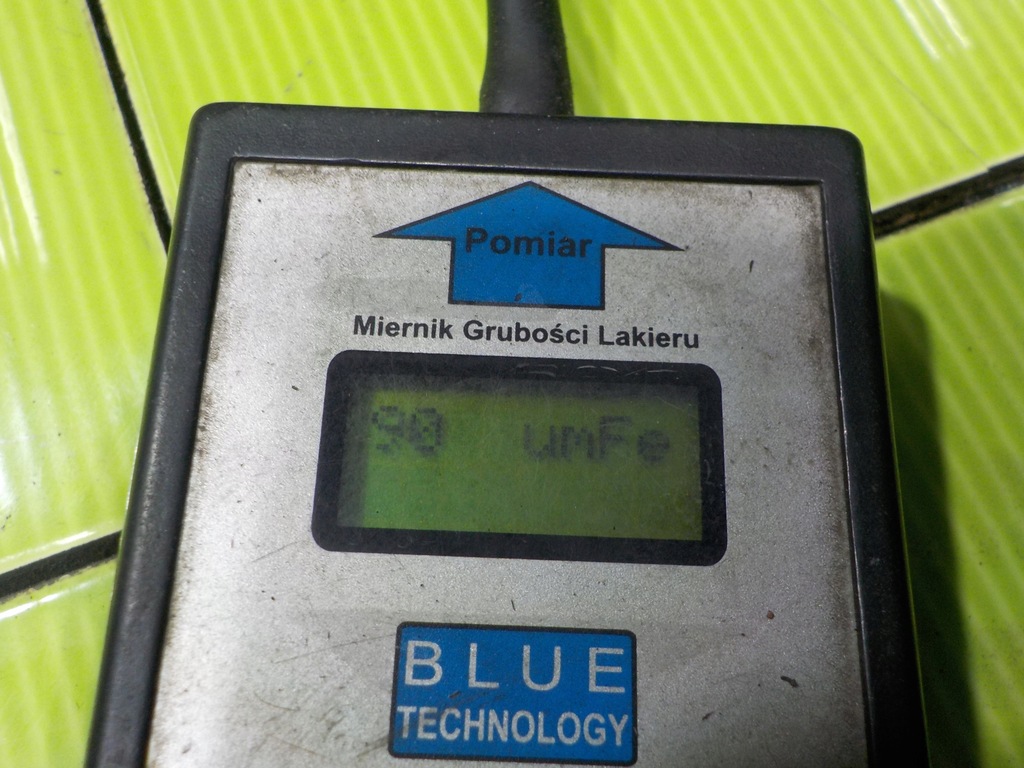 Pomiar
Miernik Grubości Lakieru
90 umFe
BLUE
TECHNOLOGY